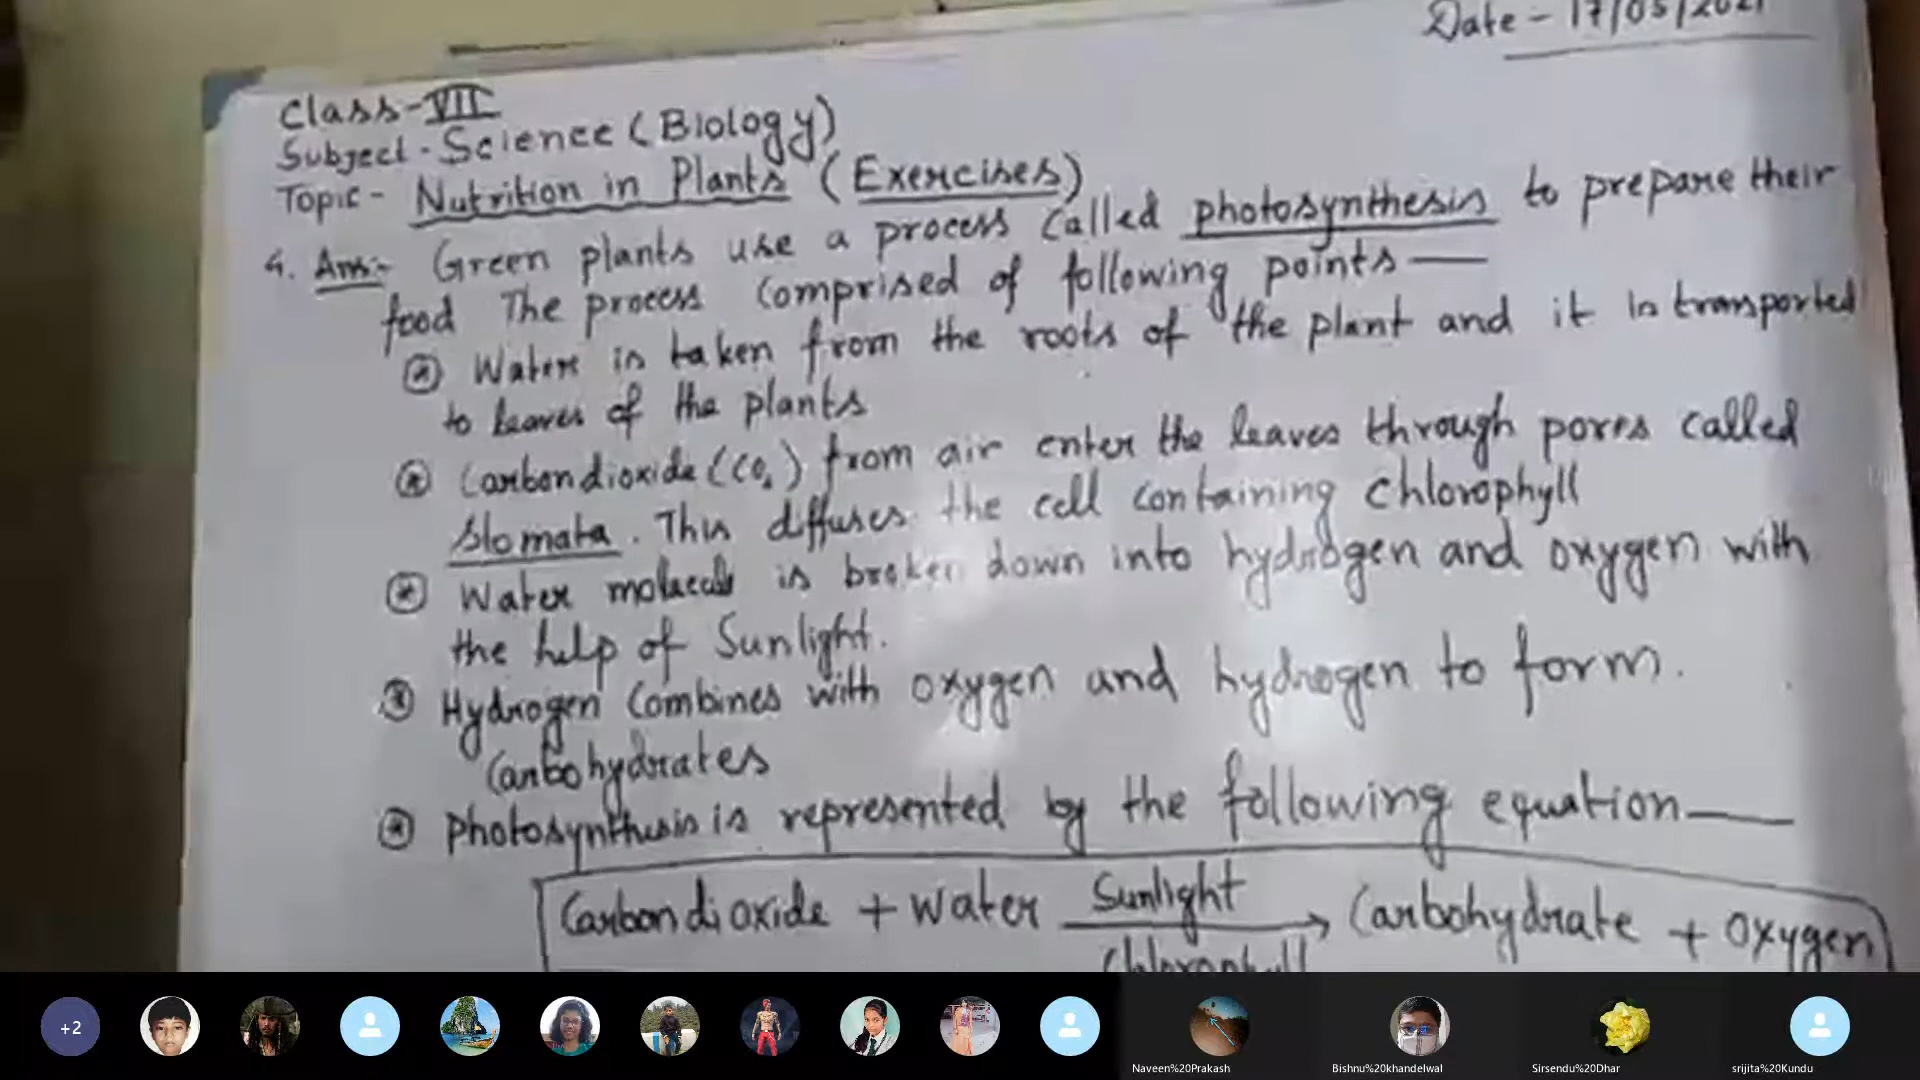 Date - 17/05/2021
Class-VII
Subject - Science (Biology)
Topic - Nutrition in Plants (Exercises)
4. Ans:- Green plants use a process called photosynthesis to prepare their
food The process comprised of following points —
Water is taken from the roots of the plant and it is transported
to leaves of the plants
Carbondioxide (CO2) from air enter the leaves through pores called
stomata. This diffuses the cell containing chlorophyll
Water molecule is broken down into hydrogen and oxygen with
the help of Sunlight.
Hydrogen Combines with oxygen and hydrogen to form.
Carbohydrates
Photosynthesis is represented by the following equation —
Carbondioxide + Water Sunlight → Carbohydrate + Oxygen
Chlorophyll
+2
Naveen%20Prakash
Bishnu%20khandelwal
Sirsendu%20Dhar
srijita%20Kundu